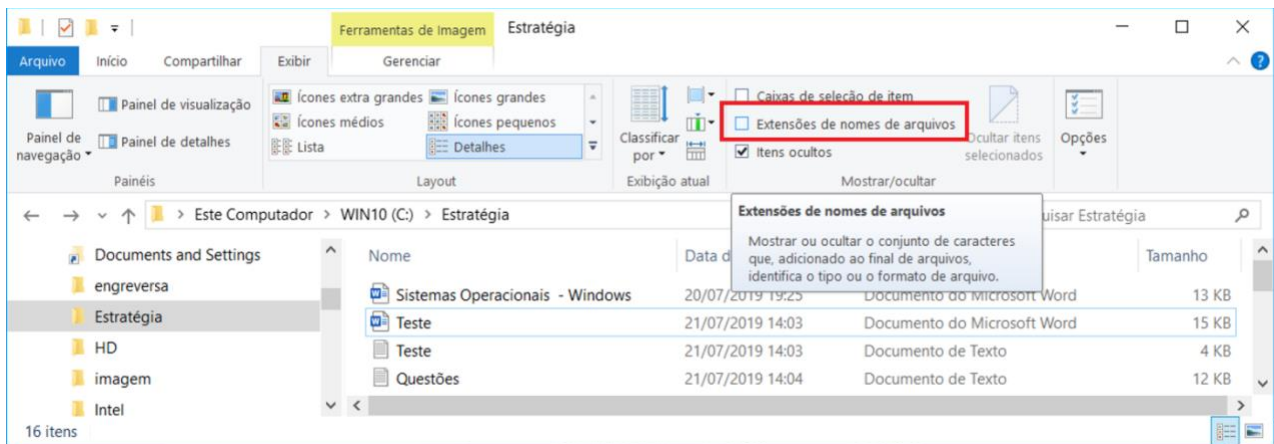 Ferramentas de Imagem Estratégia
Arquivo Início Compartilhar Exibir Gerenciar
Painel de navegação
Painel de visualização
Painel de detalhes
Painéis
Ícones extra grandes Ícones grandes
Ícones médios Ícones pequenos
Lista Detalhes
Layout
Classificar por
Exibição atual
Caixas de seleção de item
Extensões de nomes de arquivos
Itens ocultos
Ocultar itens selecionados
Mostrar/ocultar
Opções
> Este Computador > WIN10 (C:) > Estratégia
uisar Estratégia
Extensões de nomes de arquivos
Mostrar ou ocultar o conjunto de caracteres
que, adicionado ao final de arquivos,
identifica o tipo ou o formato de arquivo.
Documents and Settings
engreversa
Estratégia
HD
imagem
Intel
Nome Data d Tamanho
Sistemas Operacionais - Windows 20/07/2019 19:25 Documento do Microsoft Word 13 KB
Teste 21/07/2019 14:03 Documento do Microsoft Word 15 KB
Teste 21/07/2019 14:03 Documento de Texto 4 KB
Questões 21/07/2019 14:04 Documento de Texto 12 KB
16 itens